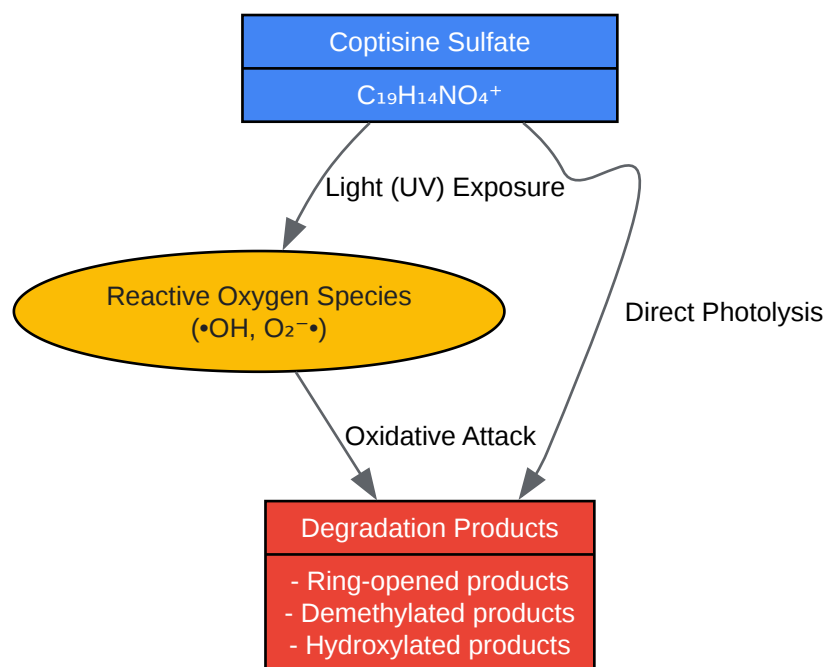 Coptisine Sulfate
C₁₉H₁₄NO₄⁺
Light (UV) Exposure
Reactive Oxygen Species
(•OH, O₂⁻•)
Direct Photolysis
Oxidative Attack
Degradation Products
- Ring-opened products
- Demethylated products
- Hydroxylated products